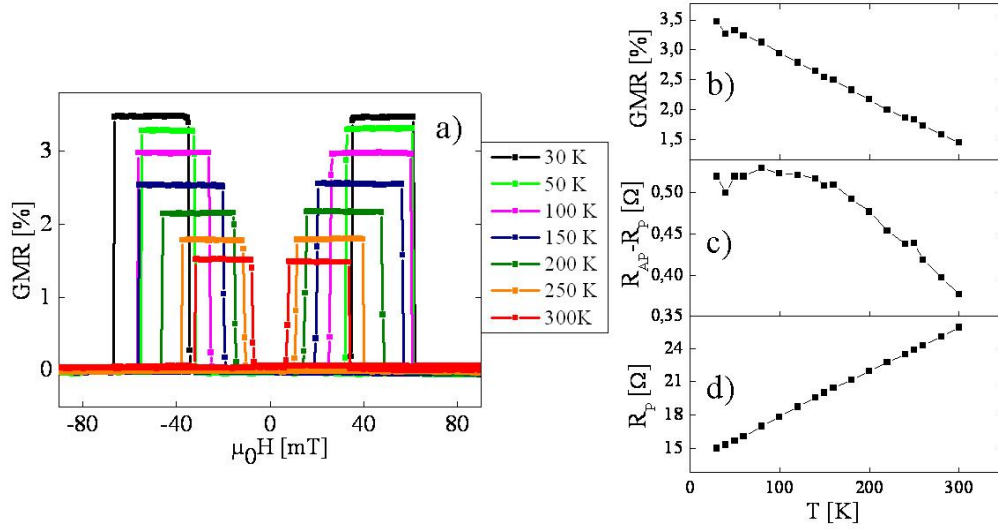 a)
GMR [%]
3
2
1
0
-80
-40
0
40
80
μ0H [mT]
30 K
50 K
100 K
150 K
200 K
250 K
300K
b)
GMR [%]
3,5
3,0
2,5
2,0
1,5
c)
RAP-Rp [Ω]
0,50
0,45
0,40
0,35
d)
Rp [Ω]
24
21
18
15
0
100
200
300
T [K]